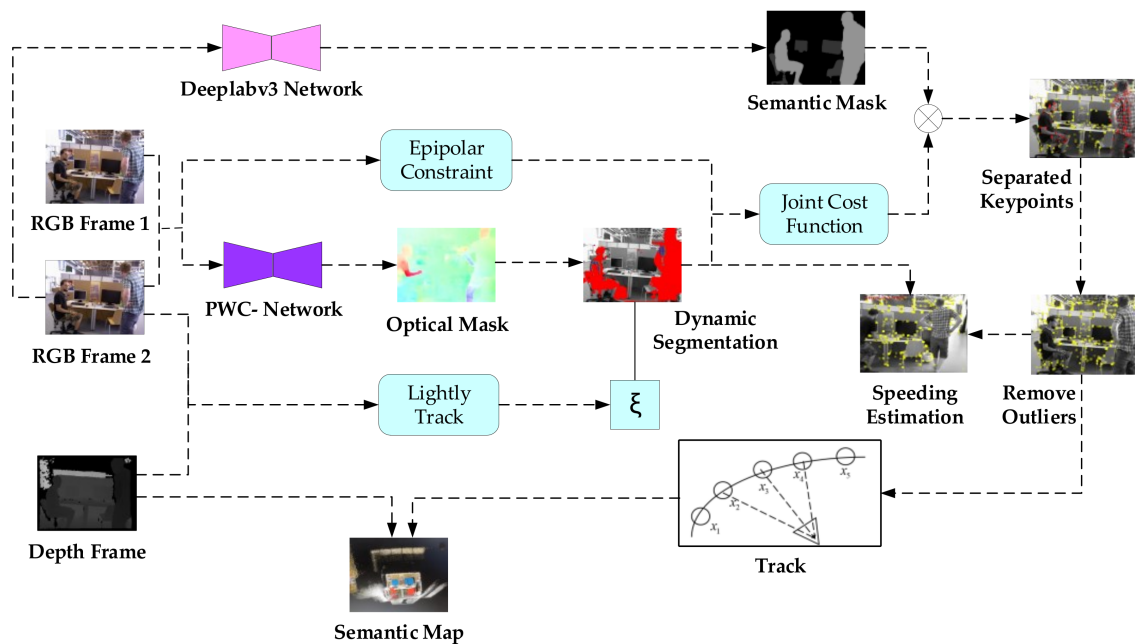 Deeplabv3 Network
Semantic Mask
Epipolar
Constraint
RGB Frame 1
Separated
Keypoints
Joint Cost
Function
PWC- Network
Optical Mask
Dynamic
Segmentation
RGB Frame 2
Lightly
Track
ξ
Speeding
Estimation
Remove
Outliers
x1
x2
x3
x4
x5
Depth Frame
Track
Semantic Map